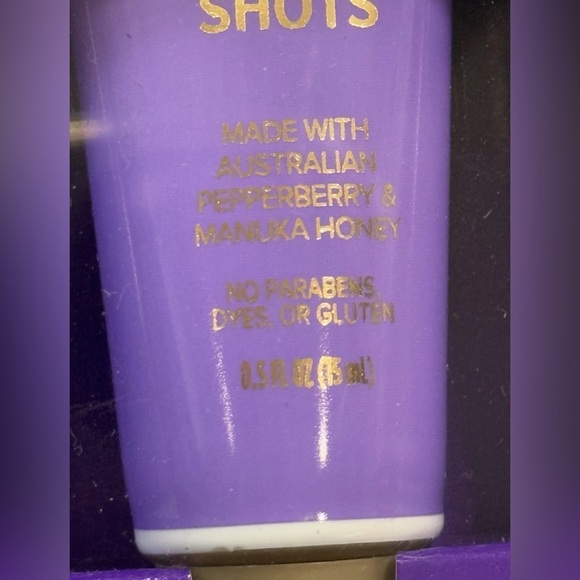 SHOTS
MADE WITH
AUSTRALIAN
PEPPERBERRY &
MANUKA HONEY
NO PARABENS,
DYES, OR GLUTEN
0.5 FL OZ (15 mL)